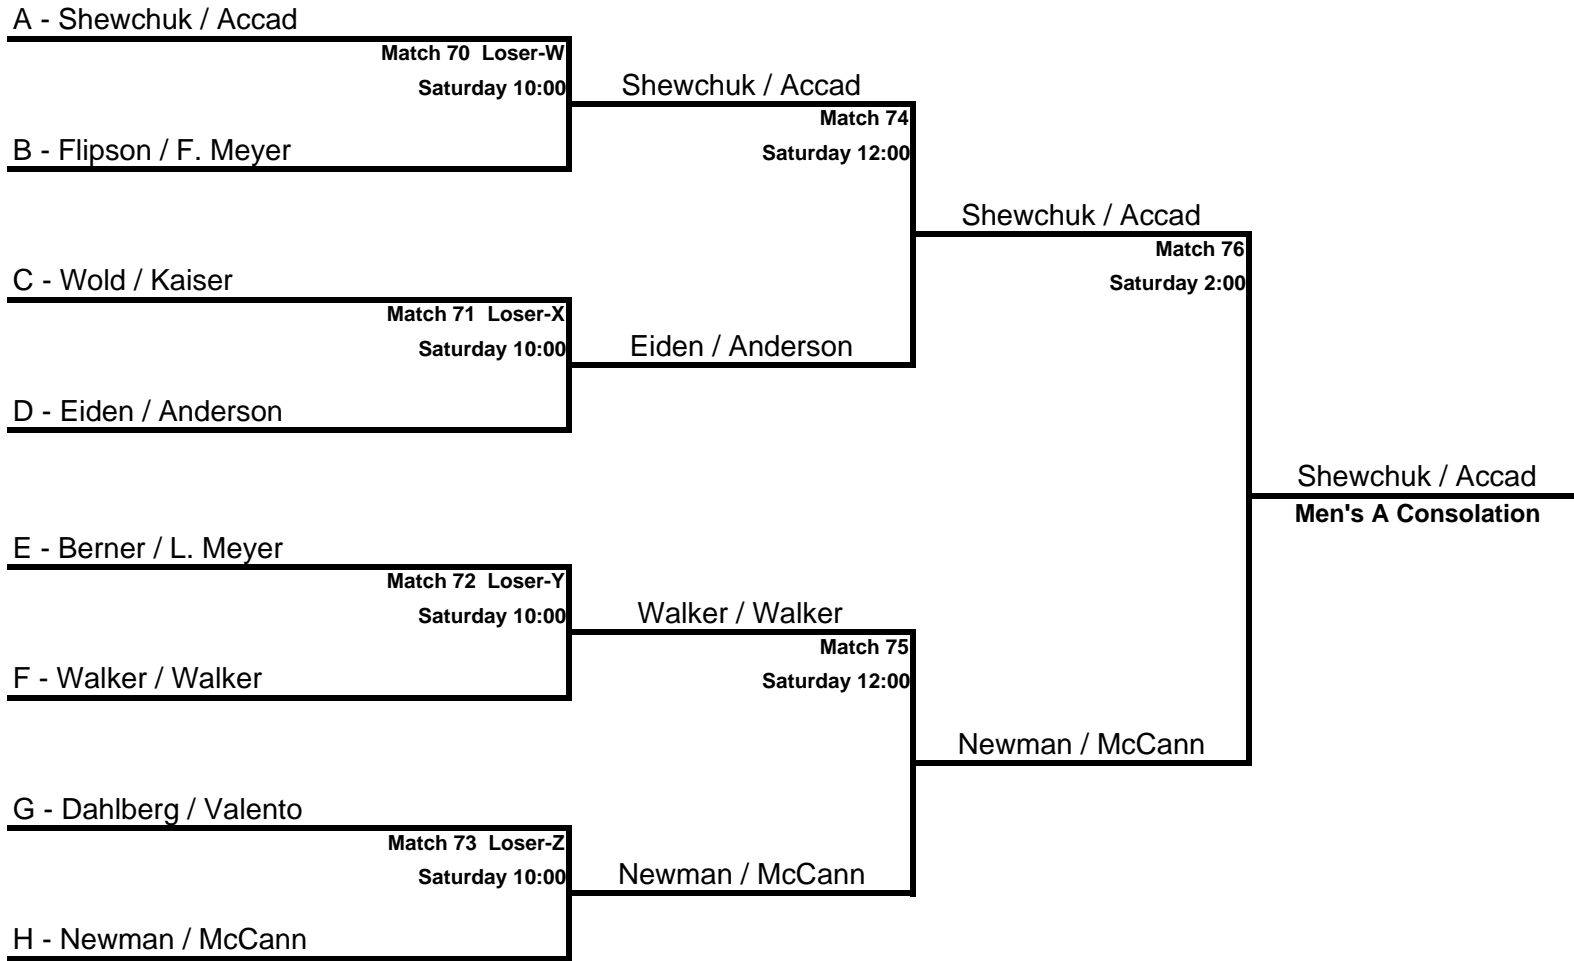 A - Shewchuk / Accad
Match 70 Loser-W
Saturday 10:00
Shewchuk / Accad
Match 74
B - Flipson / F. Meyer
Saturday 12:00
Shewchuk / Accad
Match 76
C - Wold / Kaiser
Saturday 2:00
Match 71 Loser-X
Saturday 10:00
Eiden / Anderson
D - Eiden / Anderson
Shewchuk / Accad
Men's A Consolation
E - Berner / L. Meyer
Match 72 Loser-Y
Saturday 10:00
Walker / Walker
Match 75
F - Walker / Walker
Saturday 12:00
Newman / McCann
G - Dahlberg / Valento
Match 73 Loser-Z
Saturday 10:00
Newman / McCann
H - Newman / McCann